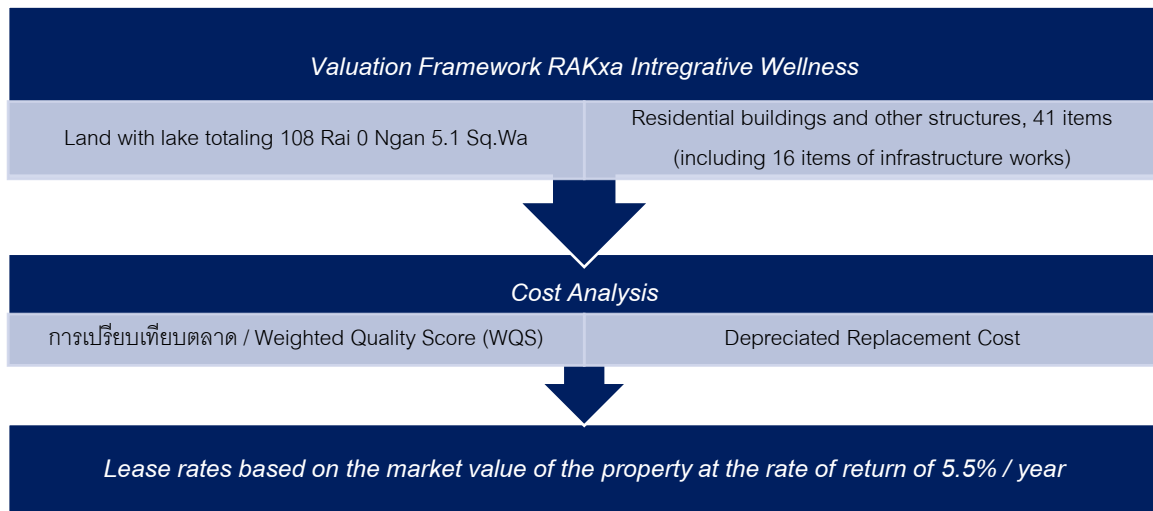 Valuation Framework RAKxa Intregrative Wellness
Land with lake totaling 108 Rai 0 Ngan 5.1 Sq.Wa
Residential buildings and other structures, 41 items
(including 16 items of infrastructure works)
Cost Analysis
การเปรียบเทียบตลาด / Weighted Quality Score (WQS)
Depreciated Replacement Cost
Lease rates based on the market value of the property at the rate of return of 5.5% / year